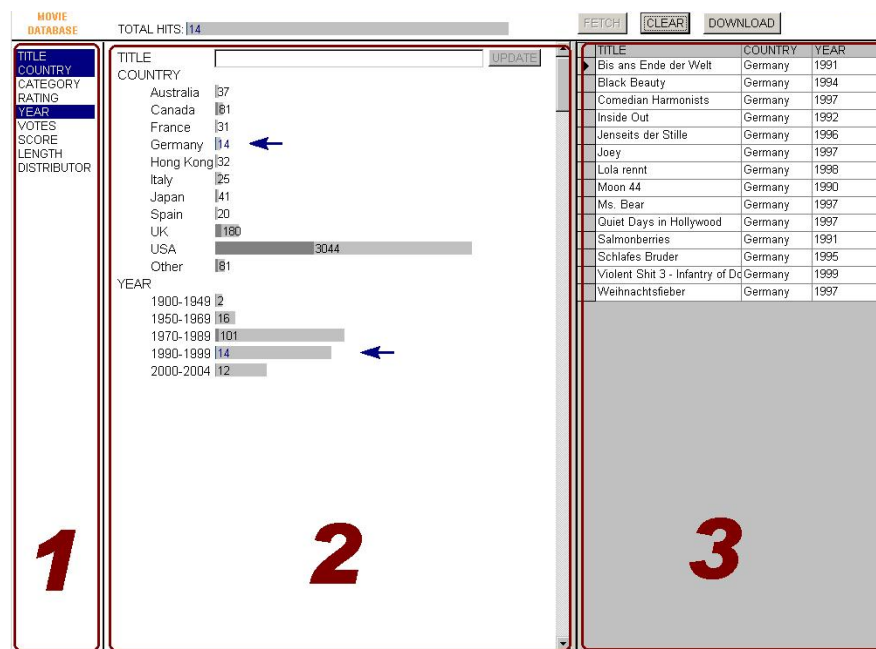 MOVIE
DATABASE
TOTAL HITS: 14
FETCH CLEAR DOWNLOAD
TITLE
COUNTRY
CATEGORY
RATING
YEAR
VOTES
SCORE
LENGTH
DISTRIBUTOR
1
TITLE UPDATE
COUNTRY
Australia 37
Canada 81
France 31
Germany 14
Hong Kong 32
Italy 25
Japan 41
Spain 20
UK 180
USA 3044
Other 81
YEAR
1900-1949 2
1950-1969 16
1970-1989 101
1990-1999 14
2000-2004 12
2
TITLE COUNTRY YEAR
Bis ans Ende der Welt Germany 1991
Black Beauty Germany 1994
Comedian Harmonists Germany 1997
Inside Out Germany 1992
Jenseits der Stille Germany 1996
Joey Germany 1997
Lola rennt Germany 1998
Moon 44 Germany 1990
Ms. Bear Germany 1997
Quiet Days in Hollywood Germany 1997
Salmonberries Germany 1991
Schlafes Bruder Germany 1995
Violent Shit 3 - Infantry of Do Germany 1999
Weihnachtsfieber Germany 1997
3